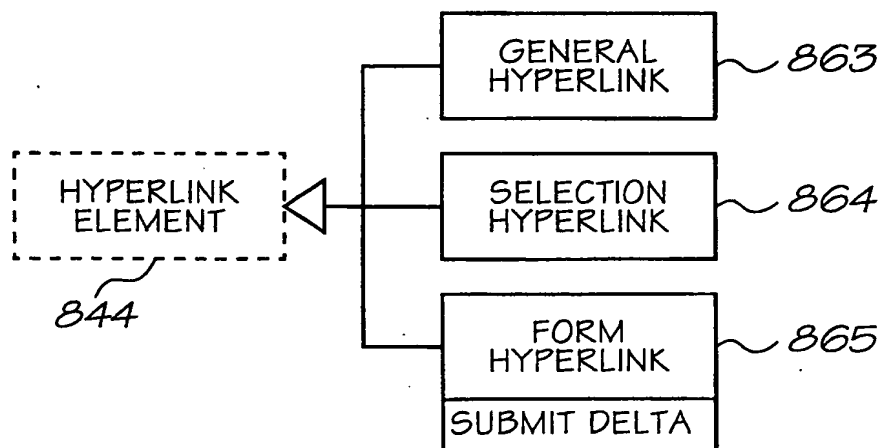 GENERAL
HYPERLINK
863
HYPERLINK
ELEMENT
844
SELECTION
HYPERLINK
864
FORM
HYPERLINK
865
SUBMIT DELTA